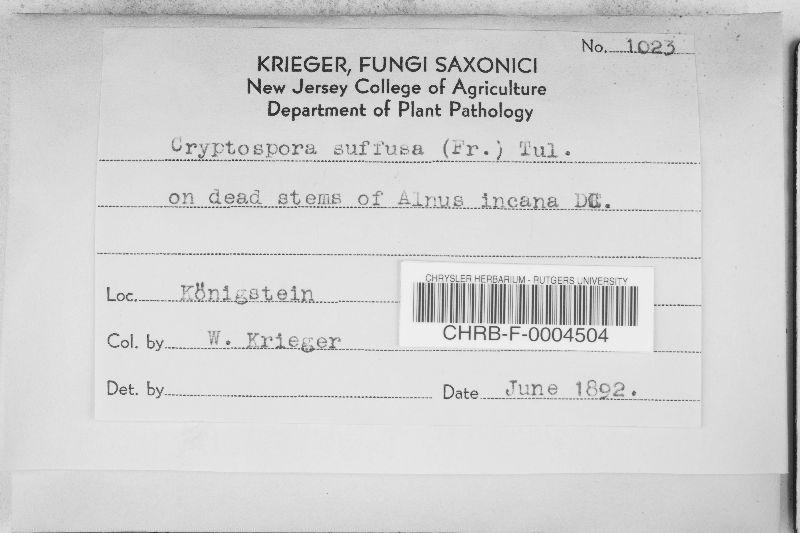 No. 1023
KRIEGER, FUNGI SAXONICI
New Jersey College of Agriculture
Department of Plant Pathology
Cryptospora suffusa (Fr.) Tul.
on dead stems of Alnus incana DC.
Loc. Königstein
CHRYSLER HERBARIUM - RUTGERS UNIVERSITY
CHRB-F-0004504
Col. by W. Krieger
Det. by
Date June 1892.